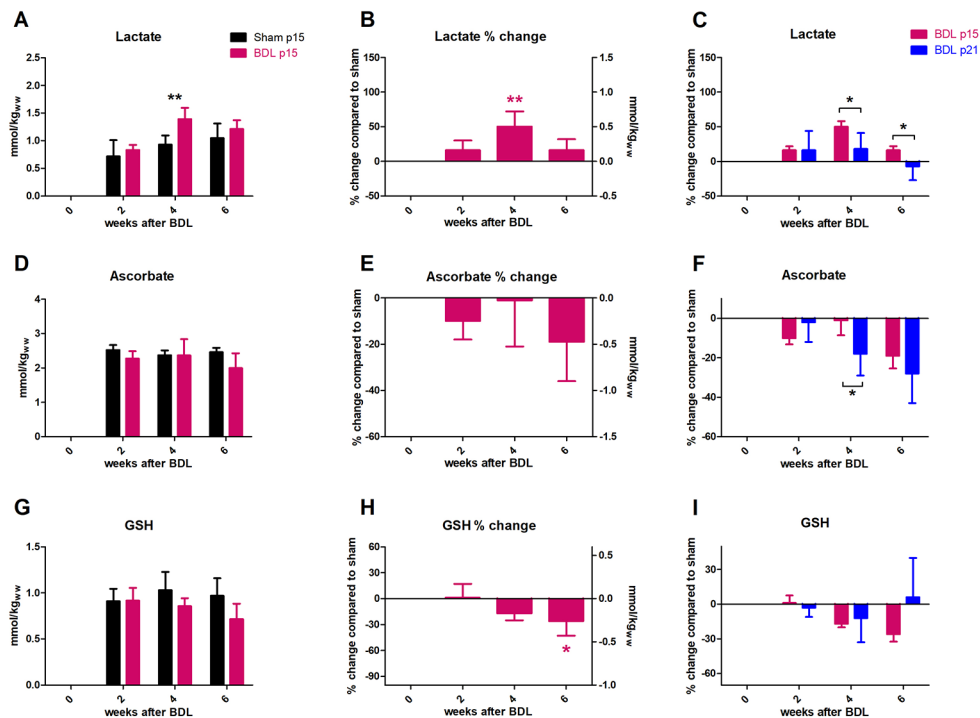 A
Lactate
Sham p15
BDL p15
mmol/kgww
2.5
2.0
1.5
1.0
0.5
0.0
**
0 2 4 6
weeks after BDL
B
Lactate % change
% change compared to sham
150
100
50
0
-50
**
1.5
1.0
0.5
0.0
-0.5
mmol/kgww
0 2 4 6
weeks after BDL
C
Lactate
BDL p15
BDL p21
% change compared to sham
150
100
50
0
-50
*
*
0 2 4 6
weeks after BDL
D
Ascorbate
mmol/kgww
4
3
2
1
0
0 2 4 6
weeks after BDL
E
Ascorbate % change
% change compared to sham
0
-20
-40
-60
0.0
-0.5
-1.0
-1.5
mmol/kgww
0 2 4 6
weeks after BDL
F
Ascorbate
% change compared to sham
0
-20
-40
-60
*
0 2 4 6
weeks after BDL
G
GSH
mmol/kgww
1.5
1.0
0.5
0.0
0 2 4 6
weeks after BDL
H
GSH % change
% change compared to sham
60
30
0
-30
-60
-90
*
0.5
0.0
-0.5
-1.0
mmol/kgww
0 2 4 6
weeks after BDL
I
GSH
% change compared to sham
30
0
-30
-60
0 2 4 6
weeks after BDL